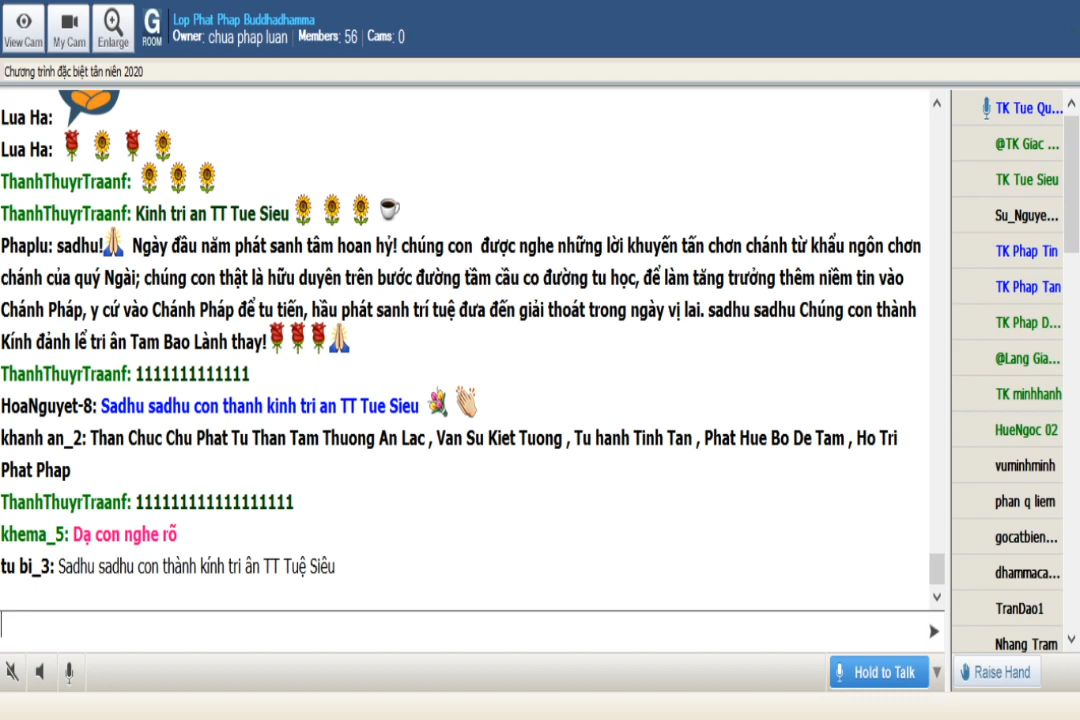 View Cam
My Cam
Enlarge
G
ROOM
Lop Phat Phap Buddhadhamma
Owner: chua phap luan | Members: 56 | Cams: 0
Chương trình đặc biệt tân niên 2020
Lua Ha:
Lua Ha:
ThanhThuyrTraanf:
ThanhThuyrTraanf: Kinh tri an TT Tue Sieu
Phaplu: sadhu! Ngày đầu năm phát sanh tâm hoan hỷ! chúng con được nghe những lời khuyến tấn chơn chánh từ khẩu ngôn chơn
chánh của quý Ngài; chúng con thật là hữu duyên trên bước đường tầm cầu co đường tu học, để làm tăng trưởng thêm niềm tin vào
Chánh Pháp, y cứ vào Chánh Pháp để tu tiến, hầu phát sanh trí tuệ đưa đến giải thoát trong ngày vị lai. sadhu sadhu Chúng con thành
Kính đảnh lể tri ân Tam Bao Lành thay!
ThanhThuyrTraanf: 1111111111111
HoaNguyet-8: Sadhu sadhu con thanh kinh tri an TT Tue Sieu
khanh an_2: Than Chuc Chu Phat Tu Than Tam Thuong An Lac , Van Su Kiet Tuong , Tu hanh Tinh Tan , Phat Hue Bo De Tam , Ho Tri
Phat Phap
ThanhThuyrTraanf: 111111111111111111
khema_5: Dạ con nghe rõ
tu bi_3: Sadhu sadhu con thành kính tri ân TT Tuệ Siêu
Hold to Talk
TK Tue Qu...
@TK Giac ...
TK Tue Sieu
Su_Nguye...
TK Phap Tin
TK Phap Tan
TK Phap D...
@Lang Gia...
TK minhhanh
HueNgoc 02
vuminhminh
phan q liem
gocatbien...
dhammaca...
TranDao1
Nhang Tram
Raise Hand